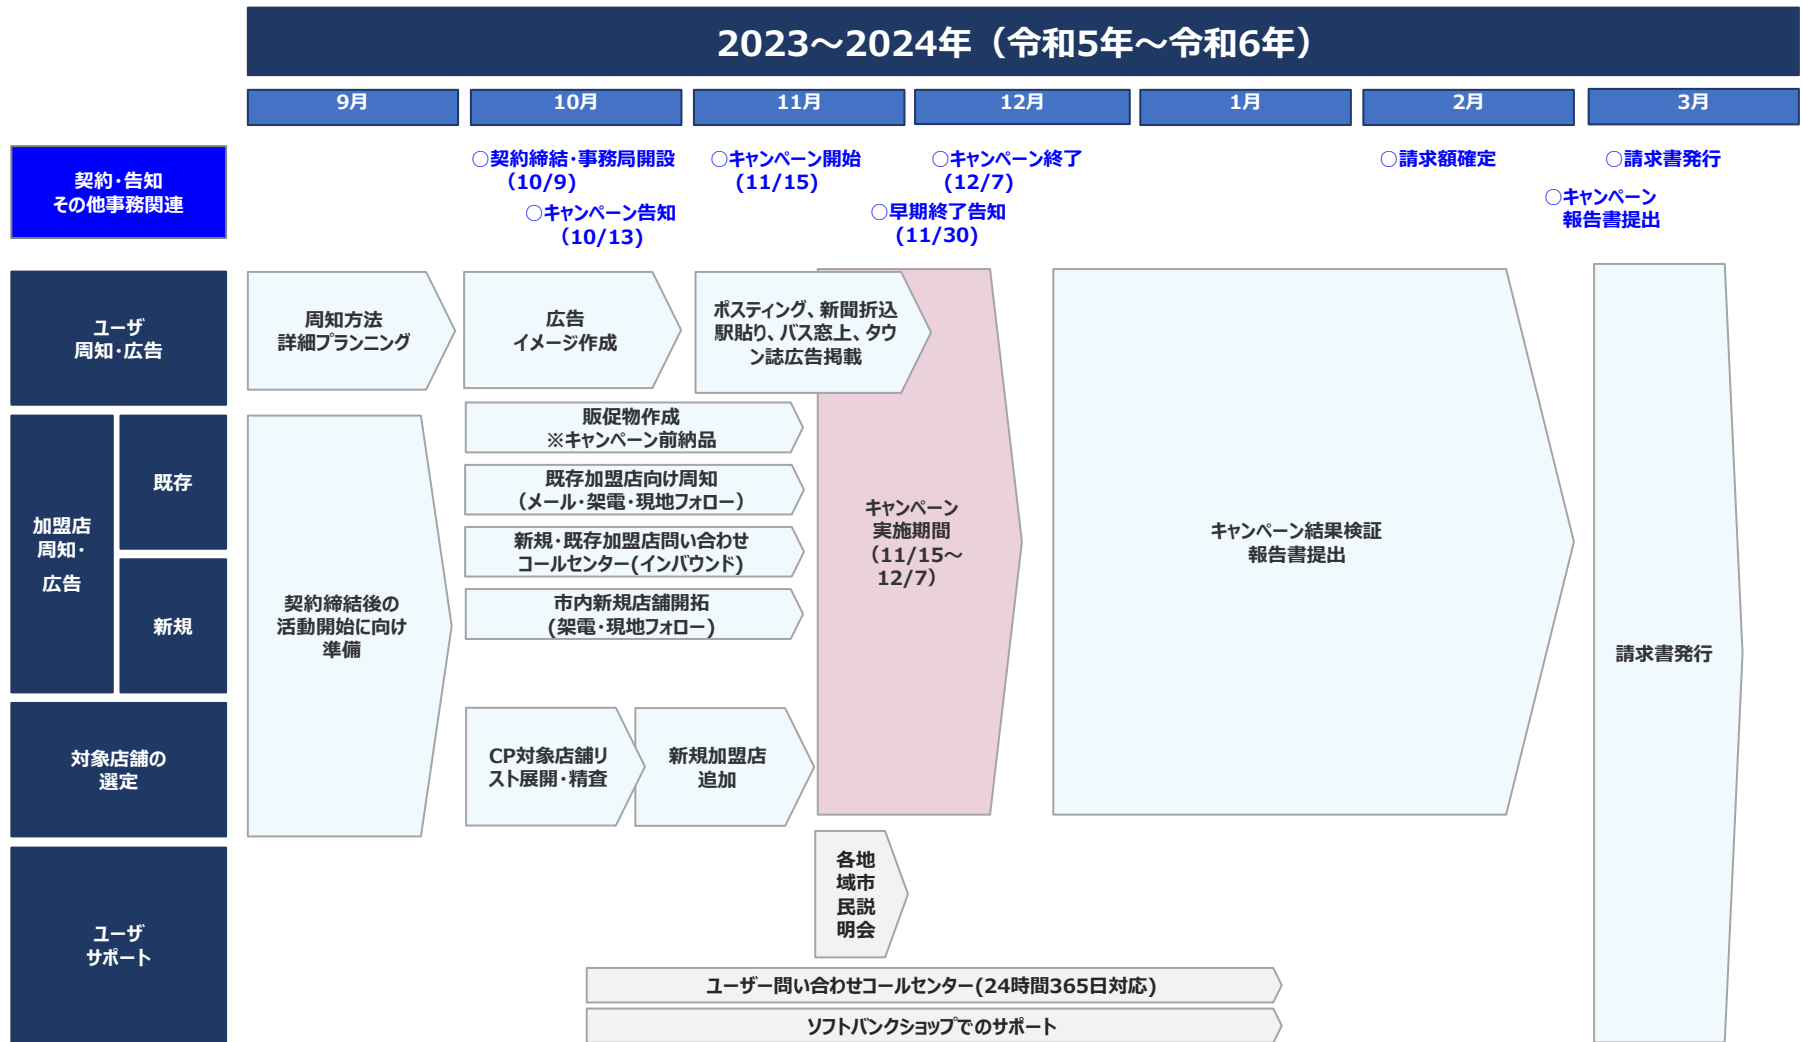 2023～2024年（令和5年～令和6年）
9月
10月
11月
12月
1月
2月
3月
契約・告知
その他事務関連
○契約締結・事務局開設
（10/9）
○キャンペーン告知
（10/13）
○キャンペーン開始
（11/15）
○キャンペーン終了
（12/7）
○早期終了告知
（11/30）
○請求額確定
○請求書発行
○キャンペーン
報告書提出
ユーザ
周知・広告
周知方法
詳細プランニング
広告
イメージ作成
ポスティング、新聞折込
駅貼り、バス窓上、タウ
ン誌広告掲載
加盟店
周知・
広告
既存
新規
契約締結後の
活動開始に向け
準備
販促物作成
※キャンペーン前納品
既存加盟店向け周知
（メール・架電・現地フォロー）
新規・既存加盟店問い合わせ
コールセンター(インバウンド)
市内新規店舗開拓
(架電・現地フォロー)
キャンペーン
実施期間
（11/15～
12/7）
キャンペーン結果検証
報告書提出
請求書発行
対象店舗の
選定
CP対象店舗リ
スト展開・精査
新規加盟店
追加
ユーザ
サポート
各地
域市
民説
明会
ユーザー問い合わせコールセンター(24時間365日対応)
ソフトバンクショップでのサポート